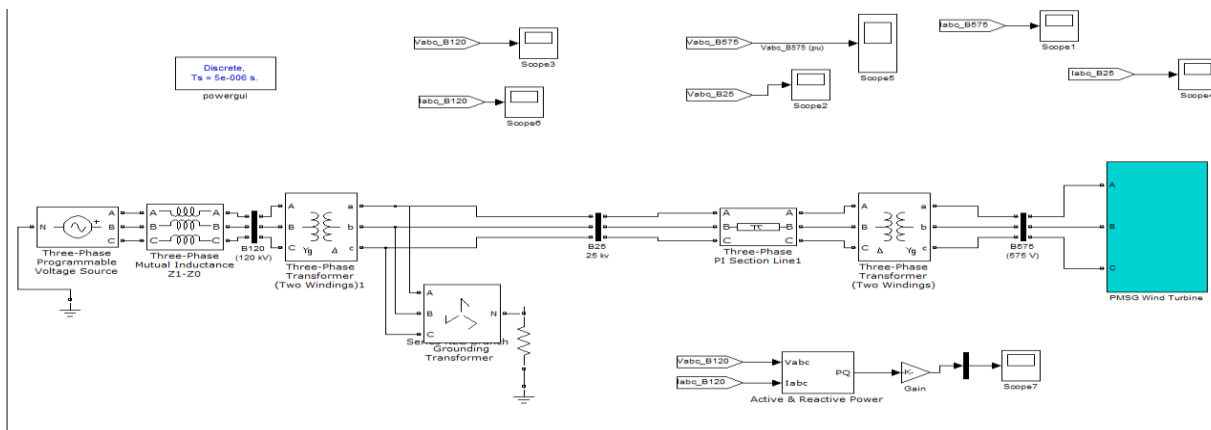 Vabc_B120
Scope3
Iabc_B120
Scope6
Vabc_B575
Vabc_B575 (pu)
Scope5
Vabc_B25
Scope2
Iabc_B575
Scope1
Iabc_B25
Discrete,
Ts = 5e-006 s.
powergui
N
A
B
C
Three-Phase
Programmable
Voltage Source
A A
B B
C C
Three-Phase
Mutual Inductance
Z1-Z0
B120
(120 kV)
A a
B b
C c
Yg Δ
Three-Phase
Transformer
(Two Windings)1
A
B
C
N
Grounding
Transformer
B25
25 kv
A A
B B
C C
Three-Phase
PI Section Line1
A a
B b
C c
Δ Yg
Three-Phase
Transformer
(Two Windings)
B575
(575 V)
A
B
C
PMSG Wind Turbine
Vabc_B120
Iabc_B120
Vabc
Iabc
PQ
Active & Reactive Power
K-
Gain
Scope7